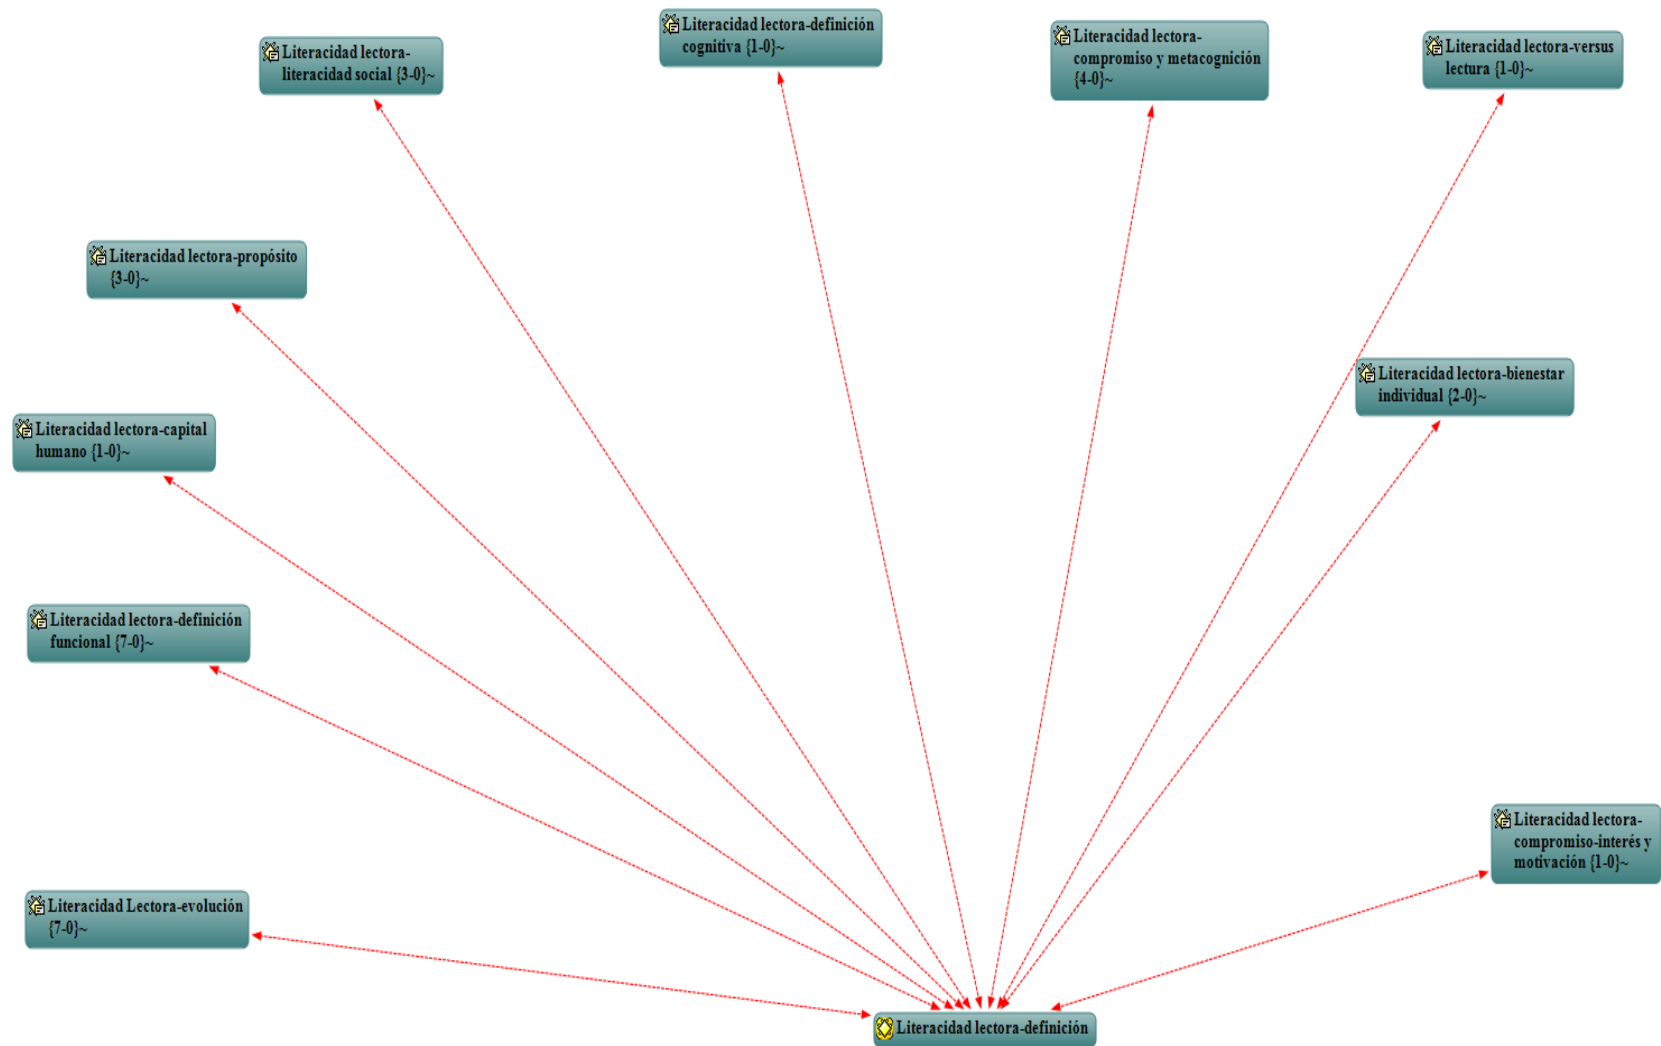 Literacidad lectora-definición
cognitiva {1-0}~
Literacidad lectora-
compromiso y metacognición
{4-0}~
Literacidad lectora-versus
lectura {1-0}~
Literacidad lectora-
literacidad social {3-0}~
Literacidad lectora-propósito
{3-0}~
Literacidad lectora-bienestar
individual {2-0}~
Literacidad lectora-capital
humano {1-0}~
Literacidad lectora-definición
funcional {7-0}~
Literacidad lectora-
compromiso-interés y
motivación {1-0}~
Literacidad Lectora-evolución
{7-0}~
Literacidad lectora-definición